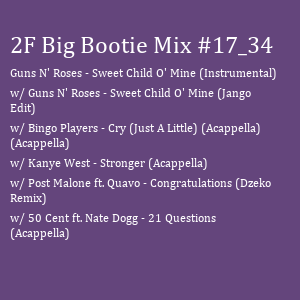 2F Big Bootie Mix #17_34
Guns N' Roses - Sweet Child O' Mine (Instrumental)
w/ Guns N' Roses - Sweet Child O' Mine (Jango
Edit)
w/ Bingo Players - Cry (Just A Little) (Acappella)
(Acappella)
w/ Kanye West - Stronger (Acappella)
w/ Post Malone ft. Quavo - Congratulations (Dzeko
Remix)
w/ 50 Cent ft. Nate Dogg - 21 Questions
(Acappella)